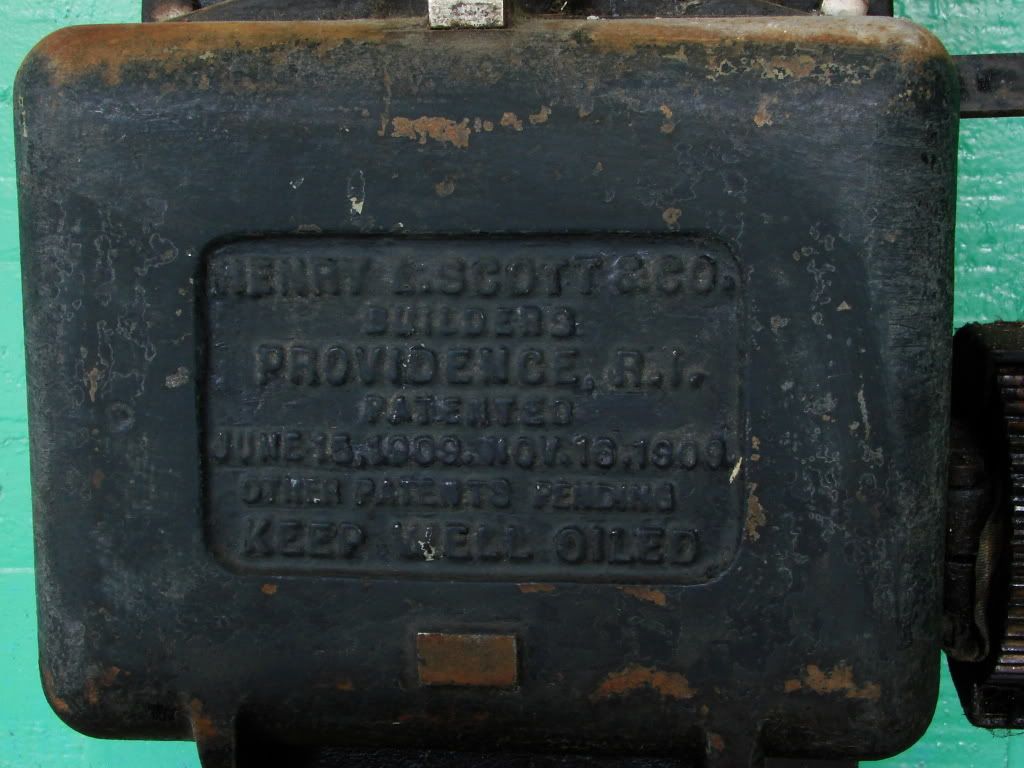 HENRY L. SCOTT & CO.
BUILDERS
PROVIDENCE, R.I.
PATENTED
JUNE 15, 1909. NOV. 16, 1909.
OTHER PATENTS PENDING
KEEP WELL OILED